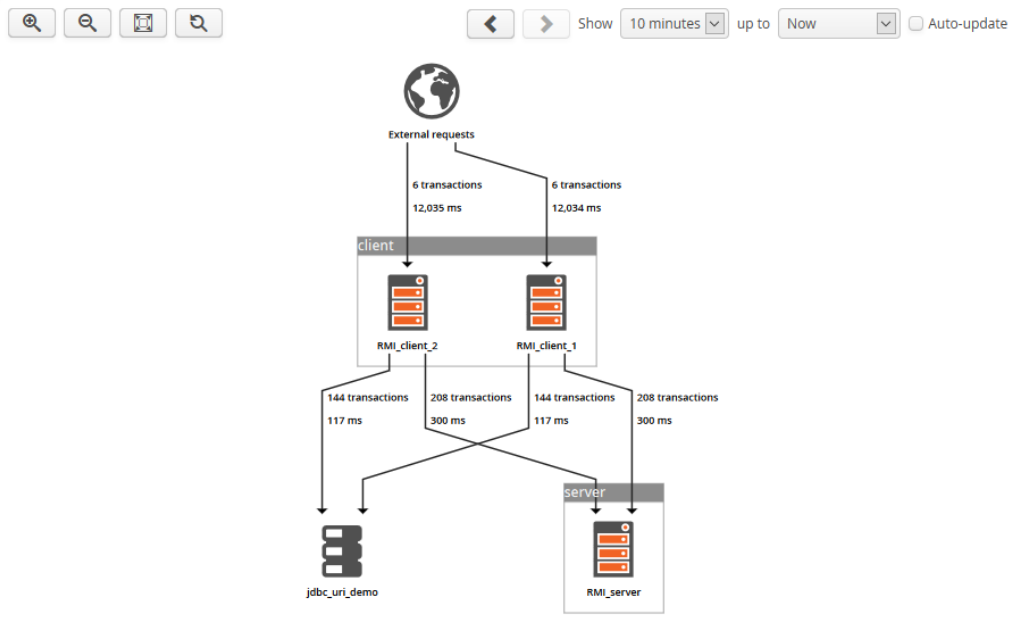 Show 10 minutes up to Now Auto-update
External requests
6 transactions 6 transactions
12,035 ms 12,034 ms
client
RMI_client_2 RMI_client_1
144 transactions 208 transactions 144 transactions 208 transactions
117 ms 300 ms 117 ms 300 ms
server
jdbc_uri_demo RMI_server